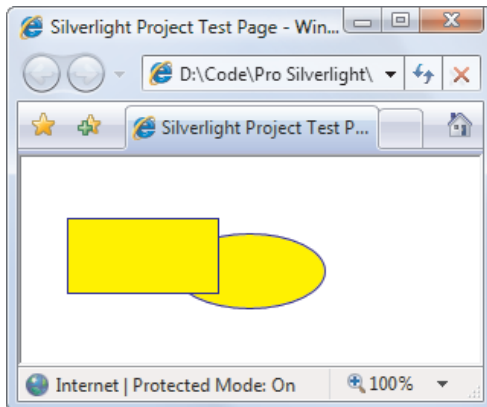 Silverlight Project Test Page - Win...
D:\Code\Pro Silverlight\
Silverlight Project Test P...
Internet | Protected Mode: On
100%